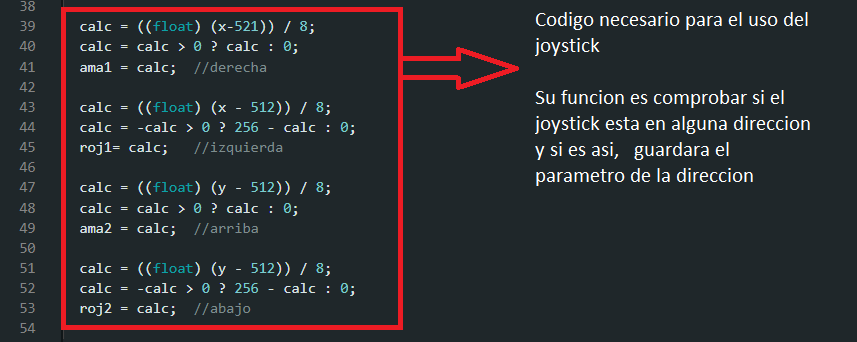 38
39 calc = ((float) (x-521)) / 8;
40 calc = calc > 0 ? calc : 0;
41 ama1 = calc; //derecha
42
43 calc = ((float) (x - 512)) / 8;
44 calc = -calc > 0 ? 256 - calc : 0;
45 roj1= calc; //izquierda
46
47 calc = ((float) (y - 512)) / 8;
48 calc = calc > 0 ? calc : 0;
49 ama2 = calc; //arriba
50
51 calc = ((float) (y - 512)) / 8;
52 calc = -calc > 0 ? 256 - calc : 0;
53 roj2 = calc; //abajo
54
Codigo necesario para el uso del
joystick
Su funcion es comprobar si el
joystick esta en alguna direccion
y si es asi, guardara el
parametro de la direccion